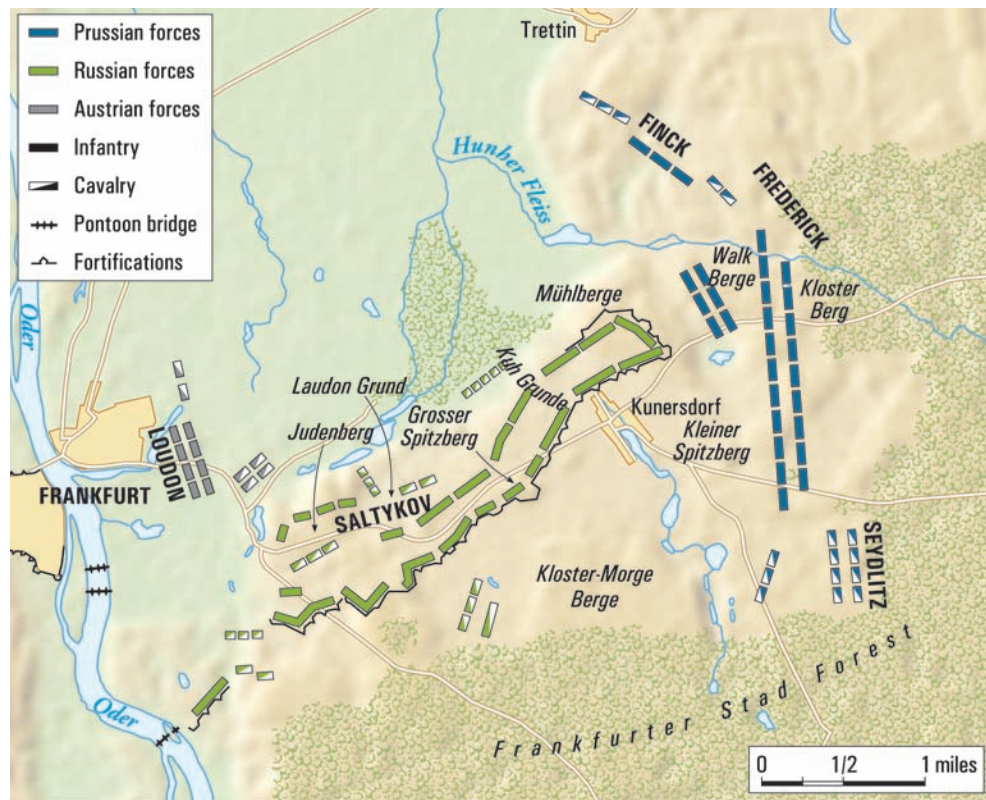 Prussian forces
Russian forces
Austrian forces
Infantry
Cavalry
Pontoon bridge
Fortifications
Trettin
FINCK
Hunher Fleiss
FREDERICK
Walk
Berge
Kloster
Berg
Mühlberge
Oder
Kuh Grunde
Laudon Grund
Grosser
Spitzberg
Judenberg
Kunersdorf
Kleiner
Spitzberg
LOUDON
FRANKFURT
SALTYKOV
SEYDLITZ
Kloster-Morge
Berge
Oder
Frankfurter Stad Forest
0 1/2 1 miles